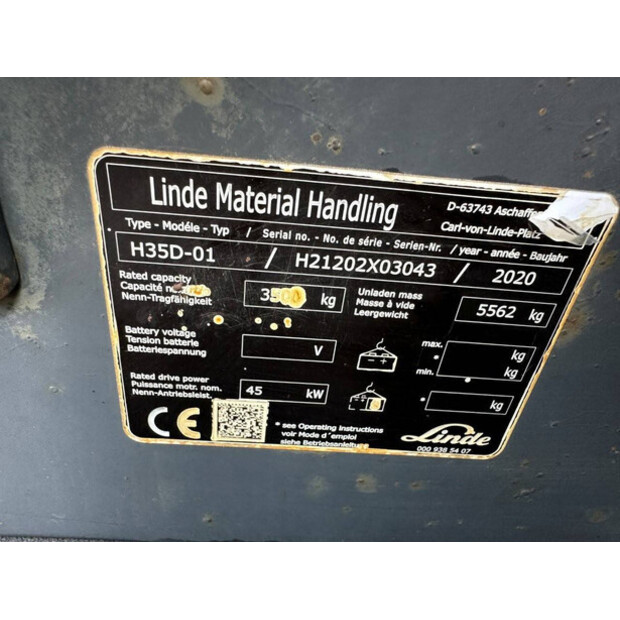 Linde Material Handling
D-63743
Carl-von-Linde-Platz
Type - Modéle - Typ / Serial no. - No. de série - Serien-Nr. / year - année - Baujahr
H35D-01 / H21202X03043 / 2020
Rated capacity
Capacité
Nenn-Tragfähigkeit
kg
Unladen mass
Masse à vide
Leergewicht
5562 kg
Battery voltage
Tension batterie
Batteriespannung
V
max.
kg
min.
kg
Rated drive power
Puissance motr. nom.
Nenn-Antriebsleist.
45 kW
* kg
CE
* see Operating Instructions
voir Mode d´emploi
siehe Betriebsanleitung
Linde
000 938 54 07